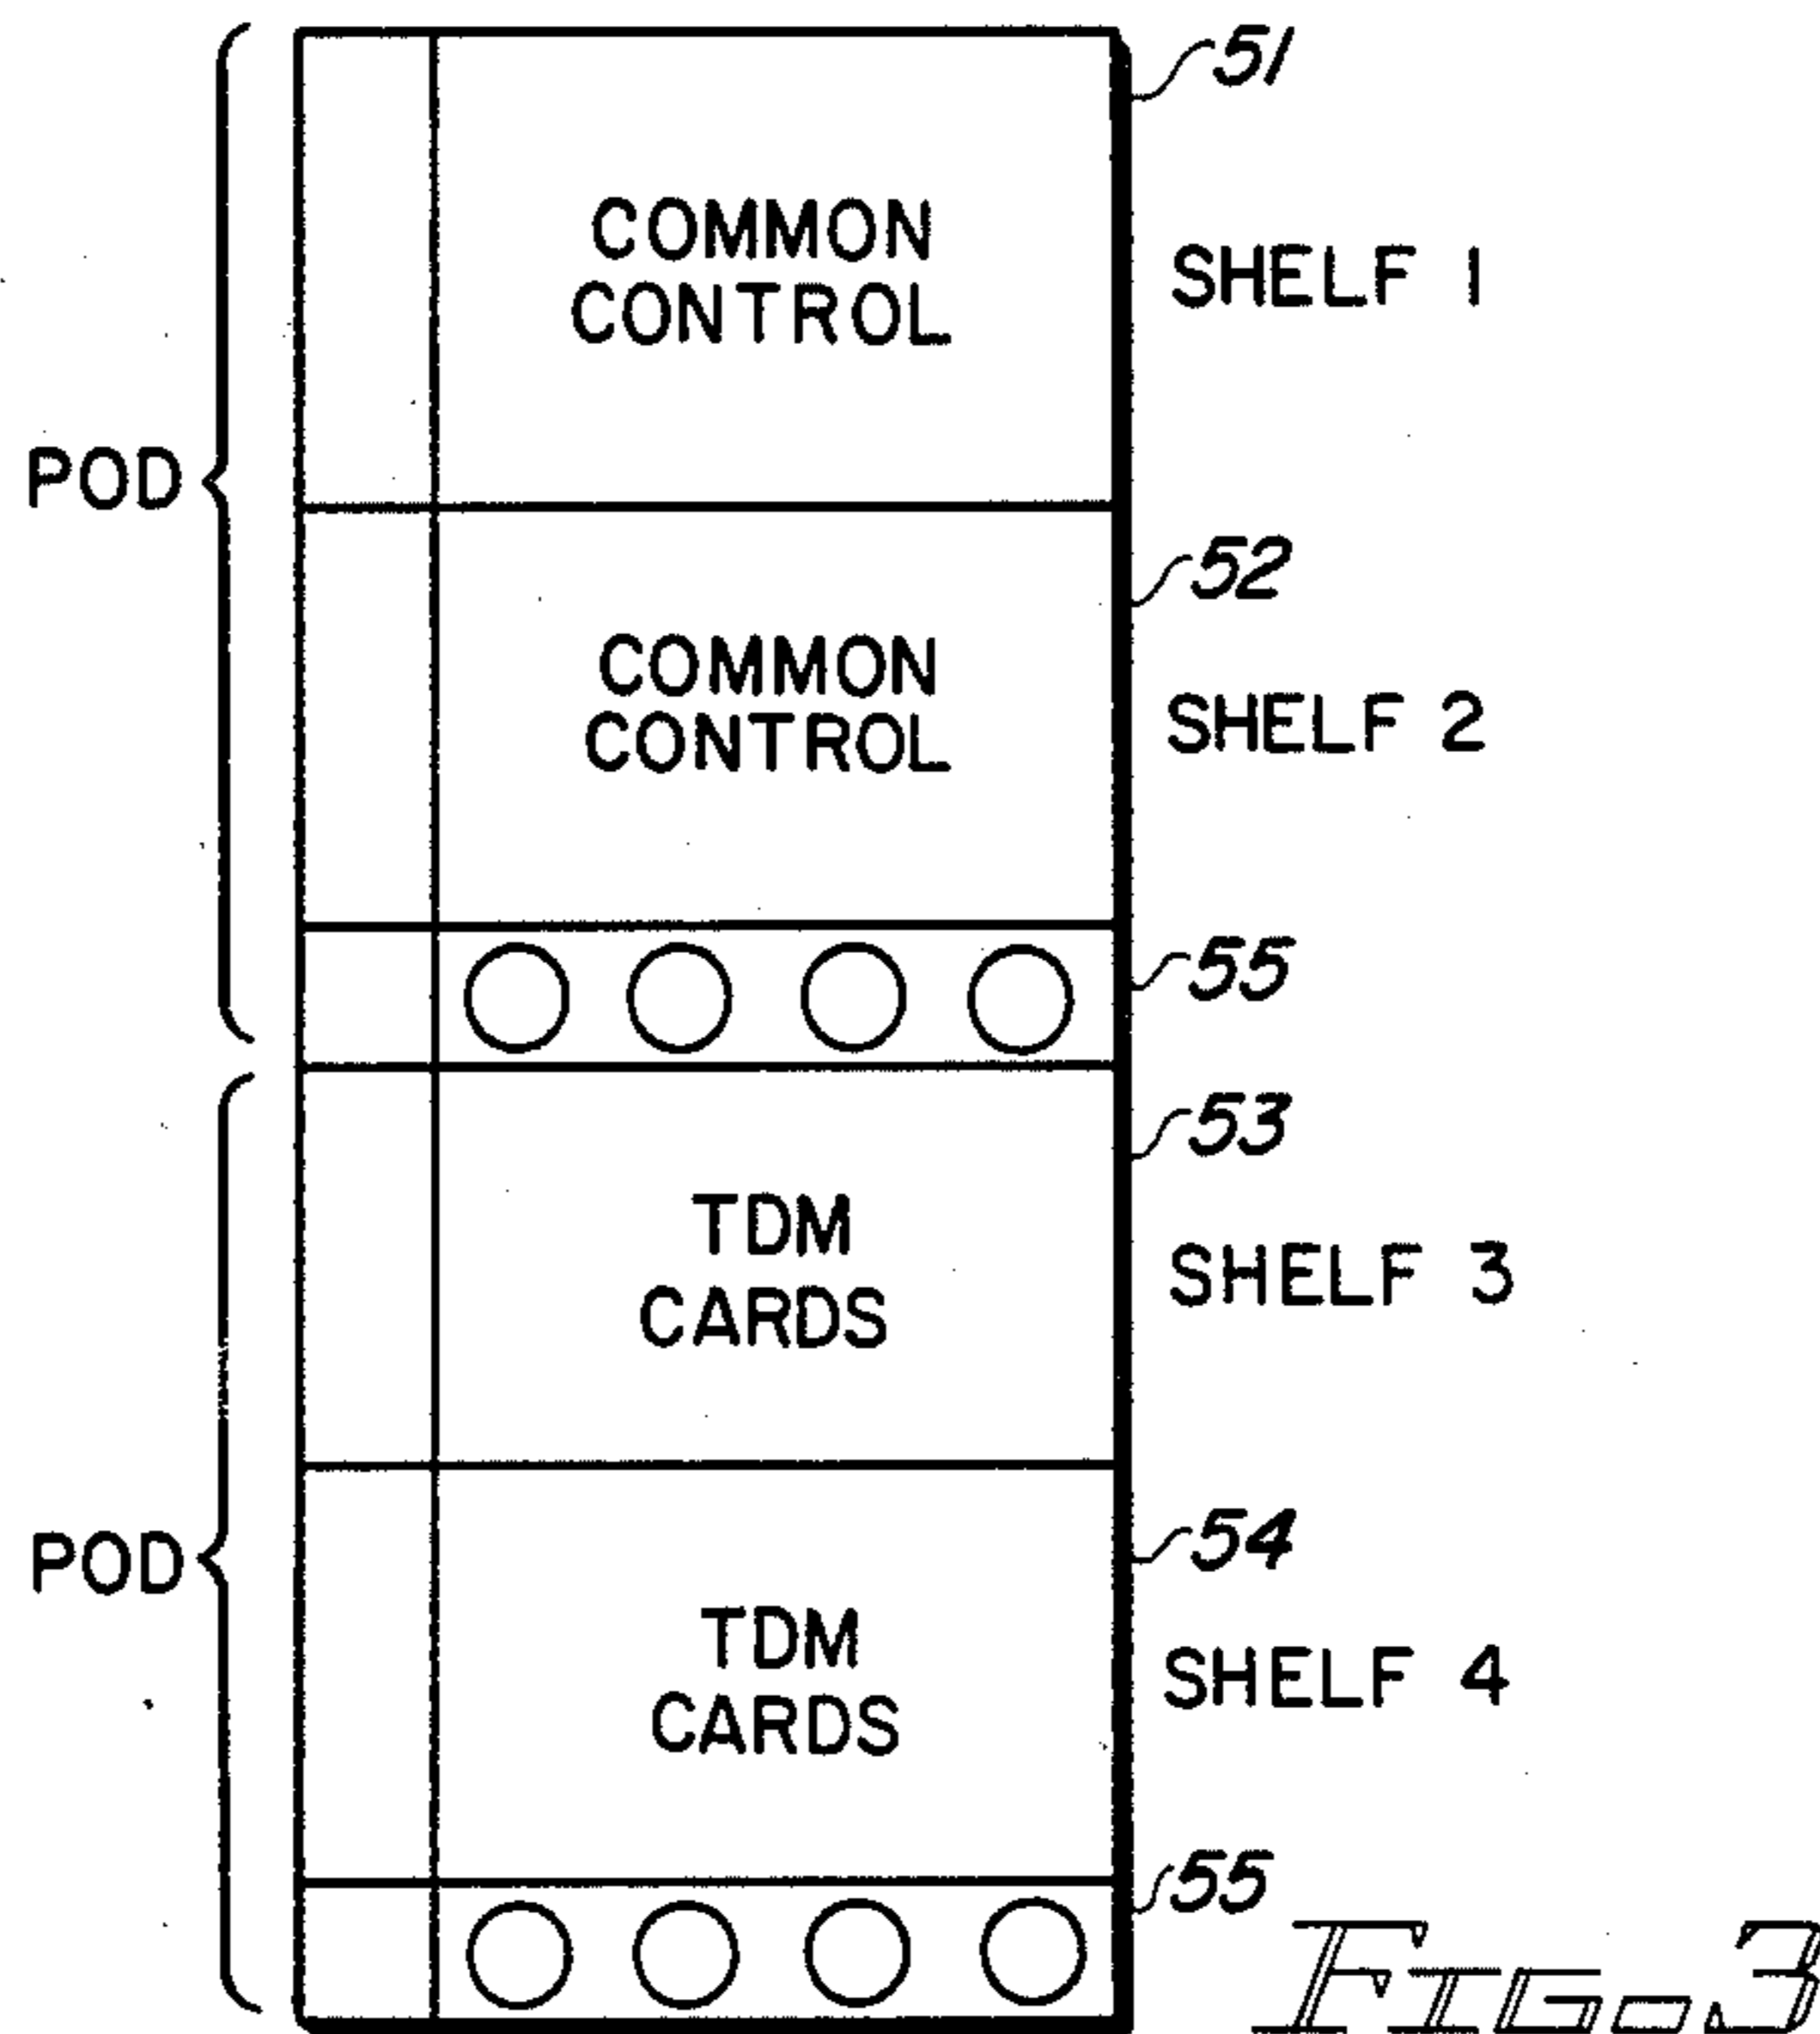 51
COMMON
CONTROL
SHELF 1
POD
52
COMMON
CONTROL
SHELF 2
55
53
TDM
CARDS
SHELF 3
POD
54
TDM
CARDS
SHELF 4
55
FIG. 3